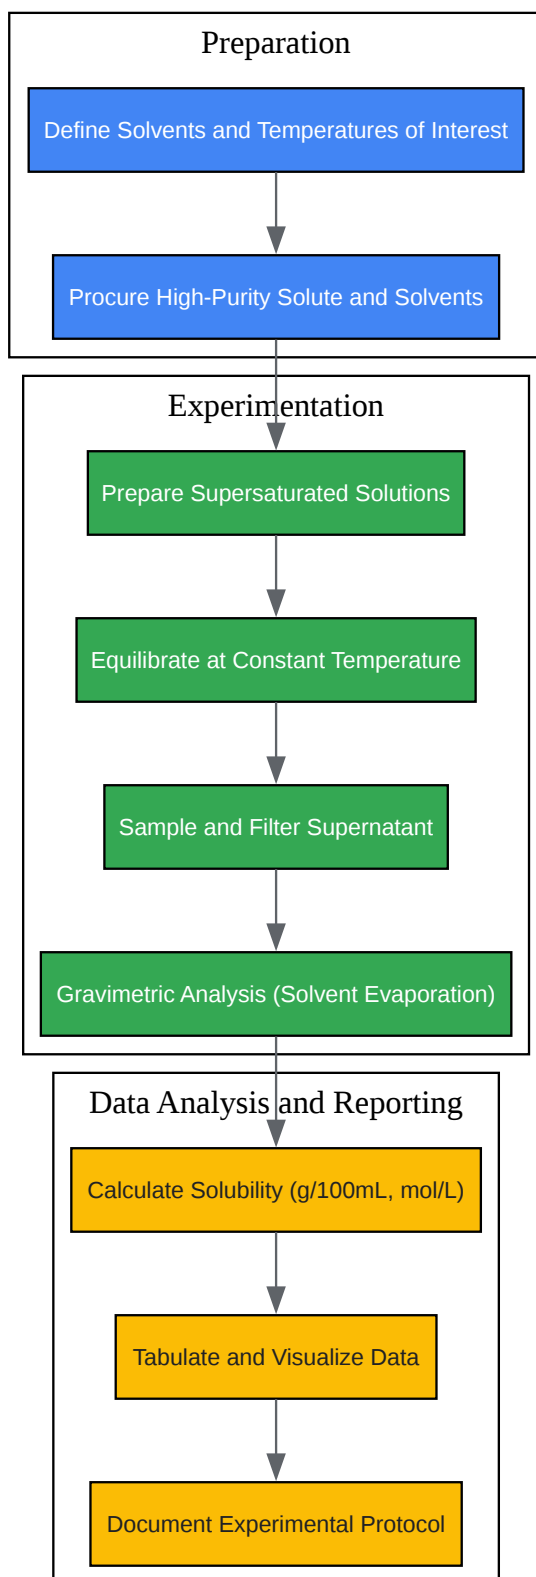 Preparation
Define Solvents and Temperatures of Interest
Procure High-Purity Solute and Solvents
Experimentation
Prepare Supersaturated Solutions
Equilibrate at Constant Temperature
Sample and Filter Supernatant
Gravimetric Analysis (Solvent Evaporation)
Data Analysis and Reporting
Calculate Solubility (g/100mL, mol/L)
Tabulate and Visualize Data
Document Experimental Protocol